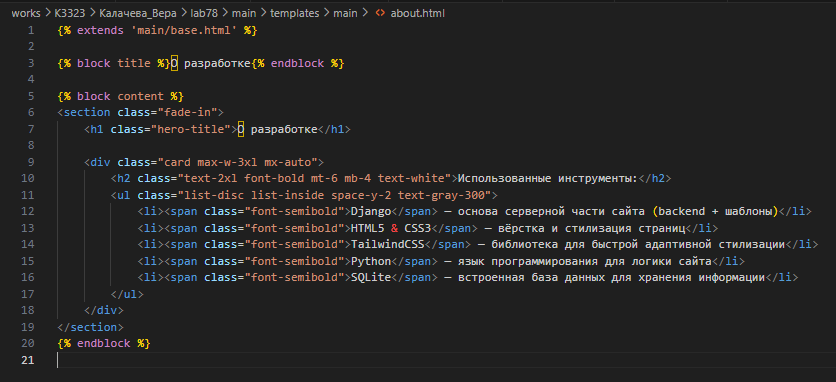 works > K3323 > Калачева_Вера > lab78 > main > templates > main > <> about.html
1 {% extends 'main/base.html' %}
2
3 {% block title %}О разработке{% endblock %}
4
5 {% block content %}
6 <section class="fade-in">
7     <h1 class="hero-title">О разработке</h1>
8
9     <div class="card max-w-3xl mx-auto">
10         <h2 class="text-2xl font-bold mt-6 mb-4 text-white">Использованные инструменты:</h2>
11         <ul class="list-disc list-inside space-y-2 text-gray-300">
12             <li><span class="font-semibold">Django</span> — основа серверной части сайта (backend + шаблоны)</li>
13             <li><span class="font-semibold">HTML5 & CSS3</span> — вёрстка и стилизация страниц</li>
14             <li><span class="font-semibold">TailwindCSS</span> — библиотека для быстрой адаптивной стилизации</li>
15             <li><span class="font-semibold">Python</span> — язык программирования для логики сайта</li>
16             <li><span class="font-semibold">SQLite</span> — встроенная база данных для хранения информации</li>
17         </ul>
18     </div>
19 </section>
20 {% endblock %}
21